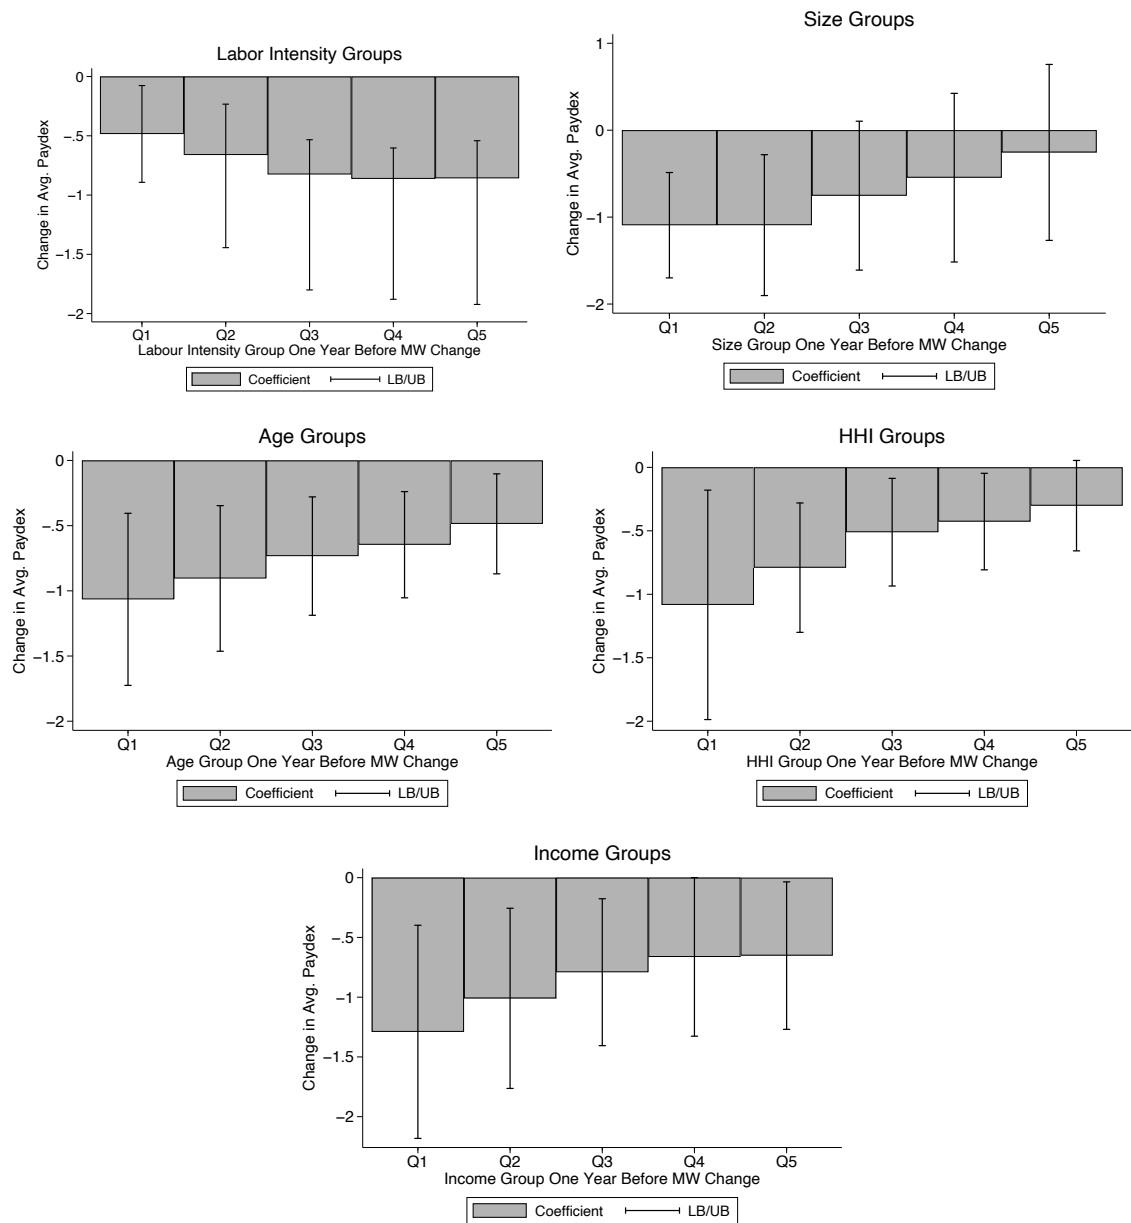 Labor Intensity Groups
Change in Avg. Paydex
0
−.5
−1
−1.5
−2
Q1 Q2 Q3 Q4 Q5
Labour Intensity Group One Year Before MW Change
Coefficient LB/UB
Size Groups
Change in Avg. Paydex
1
0
−1
−2
Q1 Q2 Q3 Q4 Q5
Size Group One Year Before MW Change
Coefficient LB/UB
Age Groups
Change in Avg. Paydex
0
−.5
−1
−1.5
−2
Q1 Q2 Q3 Q4 Q5
Age Group One Year Before MW Change
Coefficient LB/UB
HHI Groups
Change in Avg. Paydex
0
−.5
−1
−1.5
−2
Q1 Q2 Q3 Q4 Q5
HHI Group One Year Before MW Change
Coefficient LB/UB
Income Groups
Change in Avg. Paydex
0
−.5
−1
−1.5
−2
Q1 Q2 Q3 Q4 Q5
Income Group One Year Before MW Change
Coefficient LB/UB